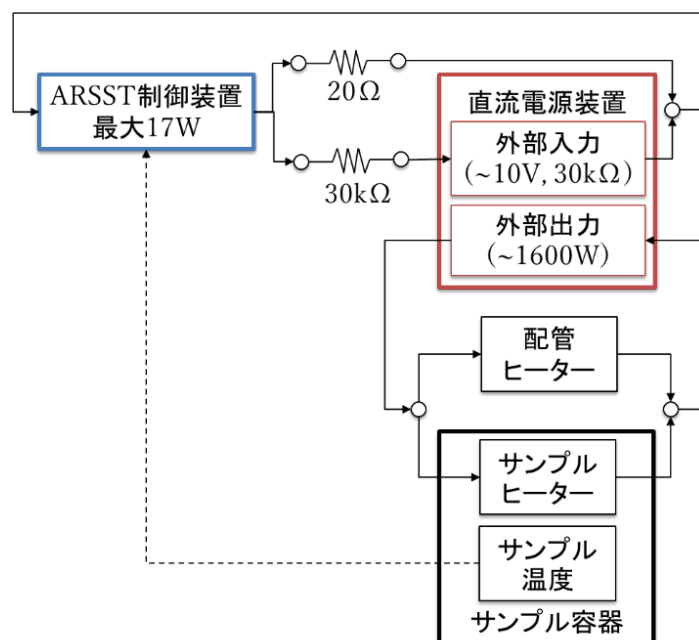 ARSST制御装置
最大17W
20Ω
30kΩ
直流電源装置
外部入力
(~10V, 30kΩ)
外部出力
(~1600W)
配管
ヒーター
サンプル
ヒーター
サンプル
温度
サンプル容器